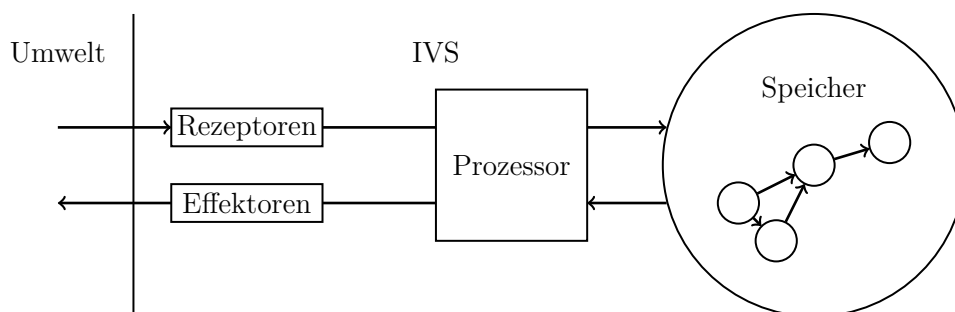 Umwelt
IVS
Speicher
Rezeptoren
Prozessor
Effektoren